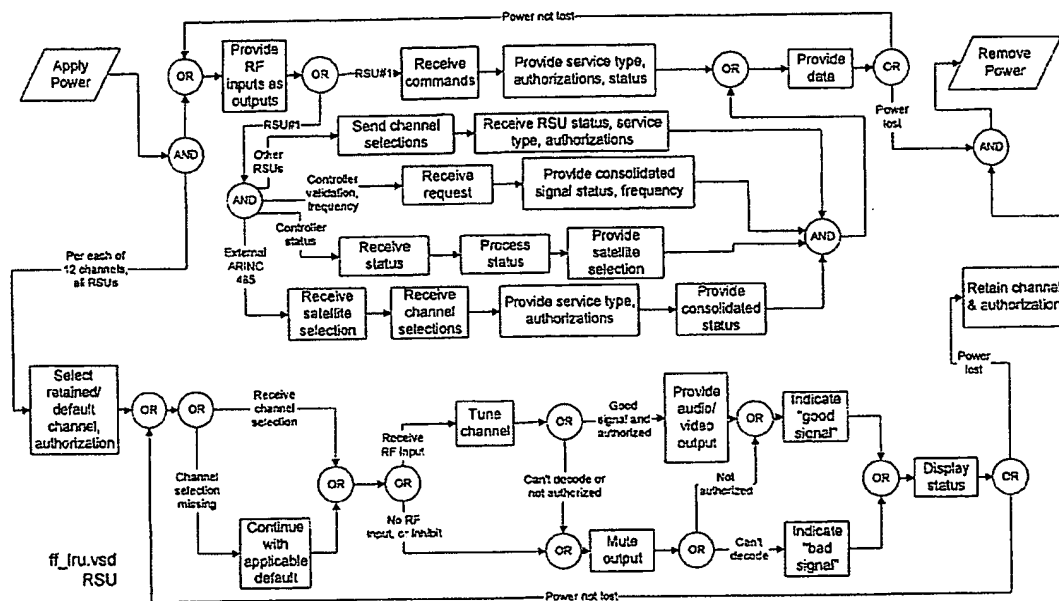 Power not lost
Apply
Power
OR
Provide
RF
inputs as
outputs
OR
RSU#1
Receive
commands
Provide service type,
authorizations, status
OR
Provide
data
OR
Remove
Power
Power
lost
AND
RSU#1
Other
RSUs
Send channel
selections
Receive RSU status, service
type, authorizations
AND
Controller
validation,
frequency
Receive
request
Provide consolidated
signal status, frequency
AND
Controller
status
Receive
status
Process
status
Provide
satellite
selection
AND
External
ARINC
485
Receive
satellite
selection
Receive
channel
selections
Provide service type,
authorizations
Provide
consolidated
status
AND
Per each of
12 channels,
all RSUs
Retain channel
& authorization
Select
retained/
default
channel,
authorization
OR
OR
Receive
channel
selection
Channel
selection
missing
Continue
with
applicable
default
OR
OR
Receive
RF input
No RF
Input, or Inhibit
Tune
channel
OR
Good
signal and
authorized
Can't decode or
not authorized
Provide
audio/
video
output
OR
Indicate
"good
signal"
OR
Mute
output
OR
Not
authorized
Can't
decode
Indicate
"bad
signal"
OR
Display
status
OR
Power
lost
Power not lost
ff_lru.vsd
RSU